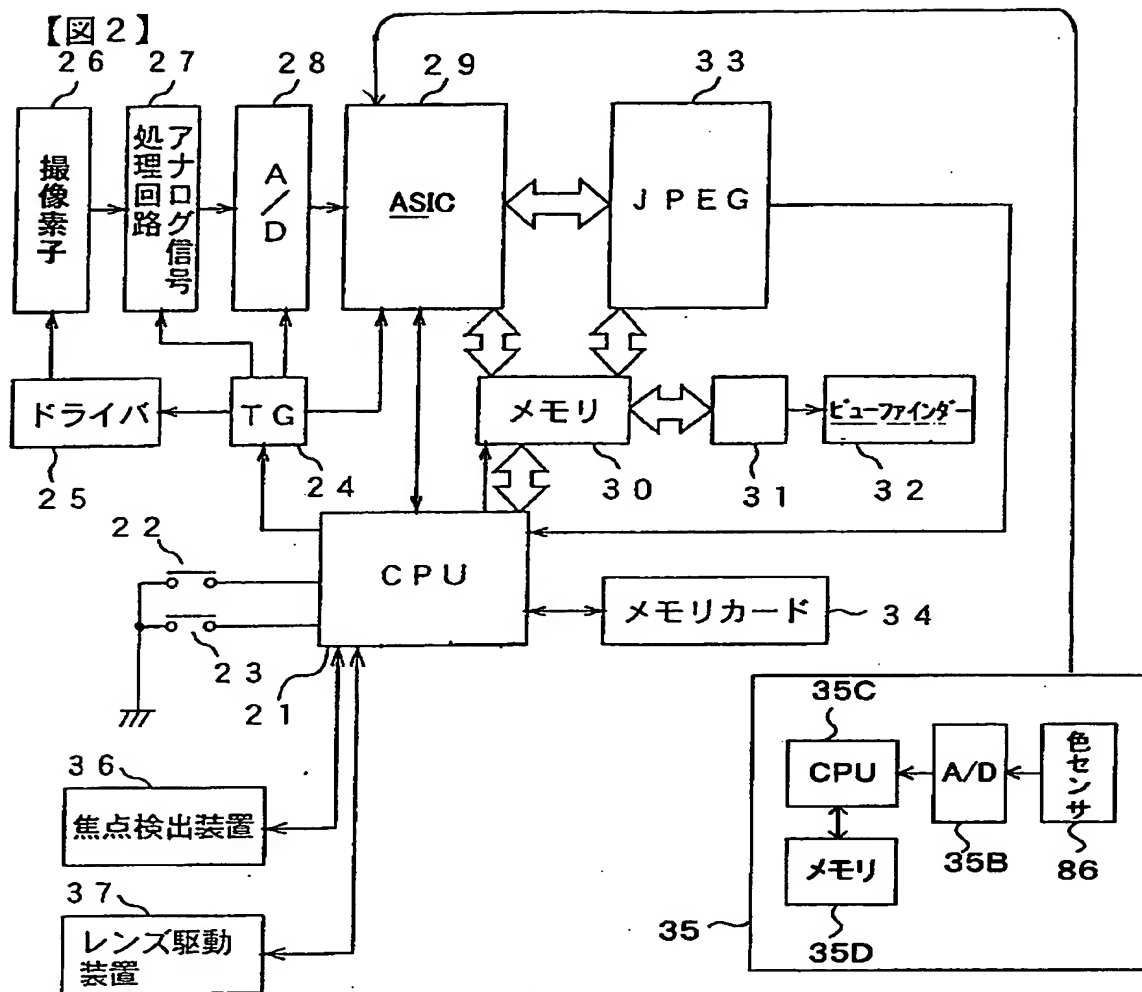 【図2】
26
27
28
29
33
撮像素子
アナログ信号
処理回路
A/D
ASIC
JPEG
ドライバ
TG
メモリ
ビューファインダー
25
24
30
31
32
22
CPU
メモリカード
34
23
21
35C
36
CPU
A/D
色センサ
焦点検出装置
メモリ
35B
86
37
35
35D
レンズ駆動
装置